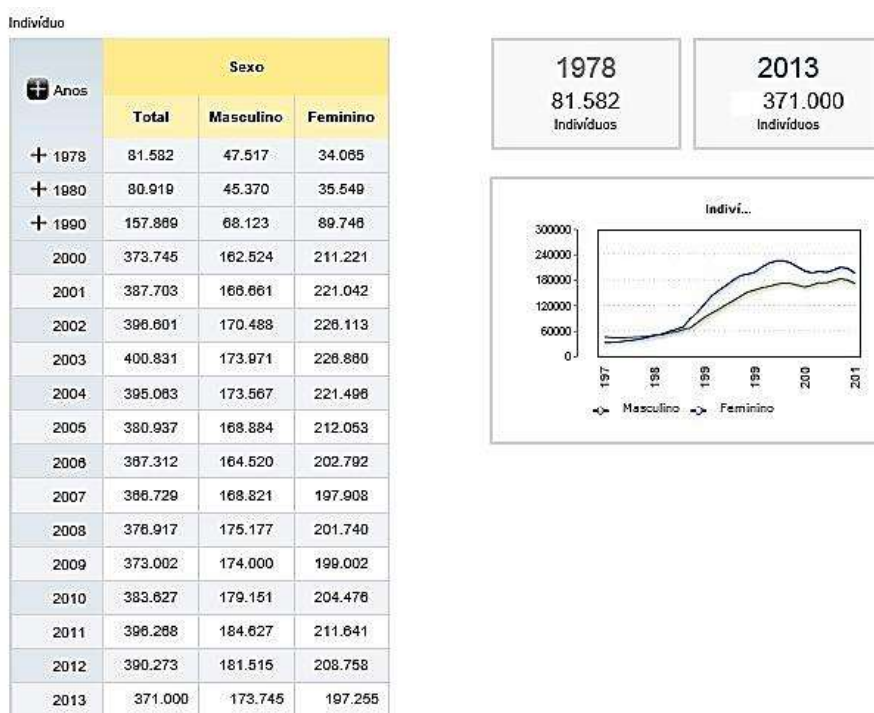 Indivíduo
Anos
Sexo
Total Masculino Feminino
1978 81.582 47.517 34.065
1980 80.919 45.370 35.549
1990 157.869 68.123 89.746
2000 373.745 162.524 211.221
2001 387.703 166.661 221.042
2002 396.601 170.488 226.113
2003 400.831 173.971 226.860
2004 395.063 173.567 221.496
2005 380.937 168.884 212.053
2006 367.312 164.520 202.792
2007 366.729 168.821 197.908
2008 376.917 175.177 201.740
2009 373.002 174.000 199.002
2010 383.627 179.151 204.476
2011 396.268 184.627 211.641
2012 390.273 181.515 208.758
2013 371.000 173.745 197.255
1978
81.582
Indivíduos
2013
371.000
Indivíduos
Indiví...
300000
240000
180000
120000
60000
0
197 198 199 199 200 201
Masculino Feminino